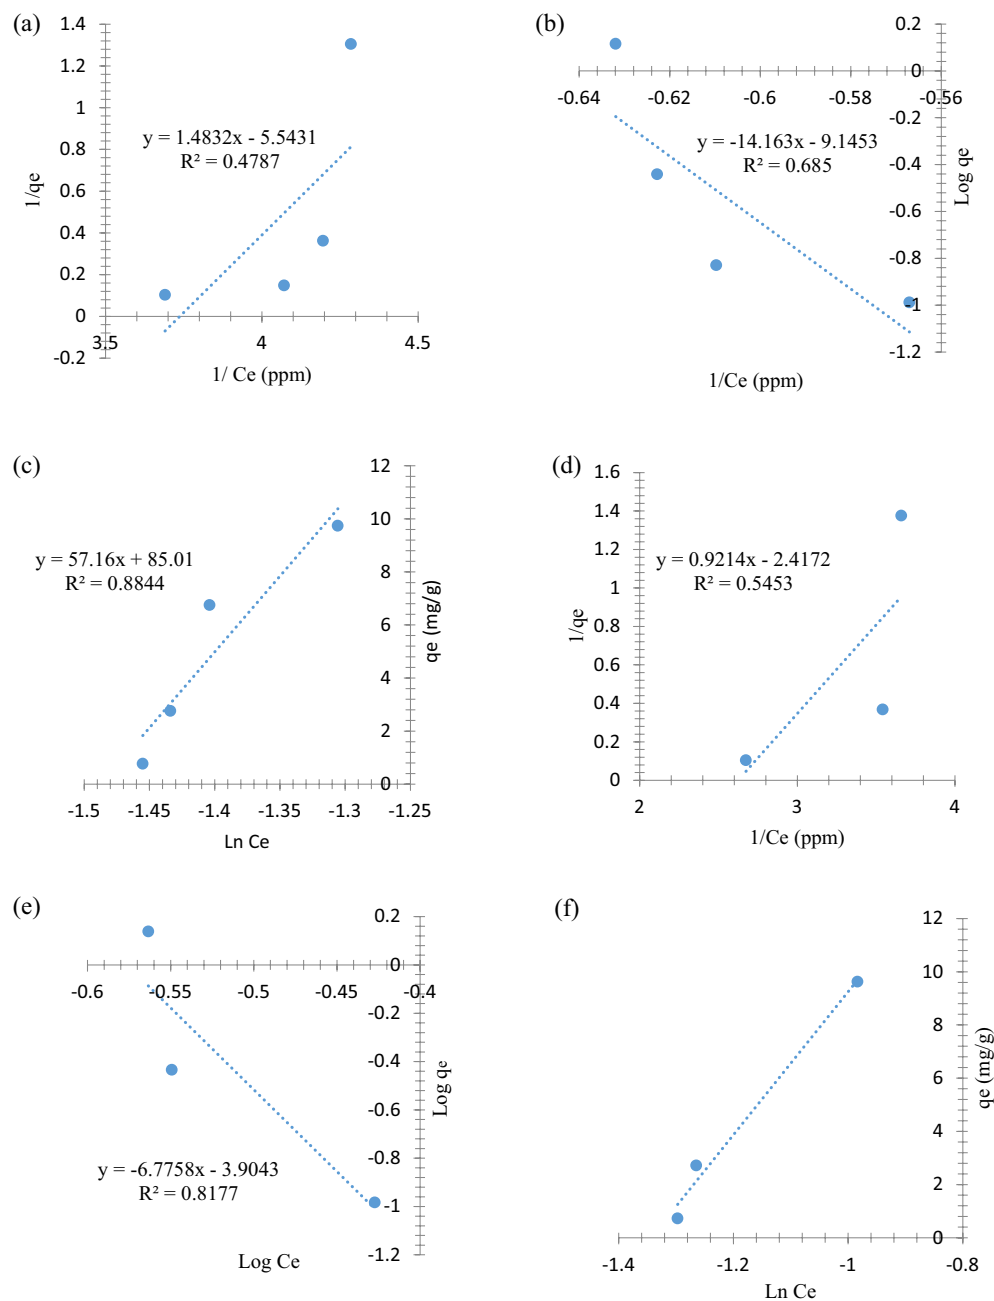 (a)
1.4
1.2
1
0.8
0.6
0.4
0.2
0
-0.2
3.5
4
4.5
1/qe
y = 1.4832x - 5.5431
R² = 0.4787
1/ Ce (ppm)
(b)
0.2
0
-0.2
-0.4
-0.6
-0.8
-1
-1.2
-0.64
-0.62
-0.6
-0.58
-0.56
Log qe
y = -14.163x - 9.1453
R² = 0.685
1/Ce (ppm)
(c)
12
10
8
6
4
2
0
-1.5
-1.45
-1.4
-1.35
-1.3
-1.25
qe (mg/g)
y = 57.16x + 85.01
R² = 0.8844
Ln Ce
(d)
1.6
1.4
1.2
1
0.8
0.6
0.4
0.2
0
2
3
4
1/qe
y = 0.9214x - 2.4172
R² = 0.5453
1/Ce (ppm)
(e)
0.2
0
-0.2
-0.4
-0.6
-0.8
-1
-1.2
-0.6
-0.55
-0.5
-0.45
-0.4
Log qe
y = -6.7758x - 3.9043
R² = 0.8177
Log Ce
(f)
12
10
8
6
4
2
0
-1.4
-1.2
-1
-0.8
qe (mg/g)
Ln Ce